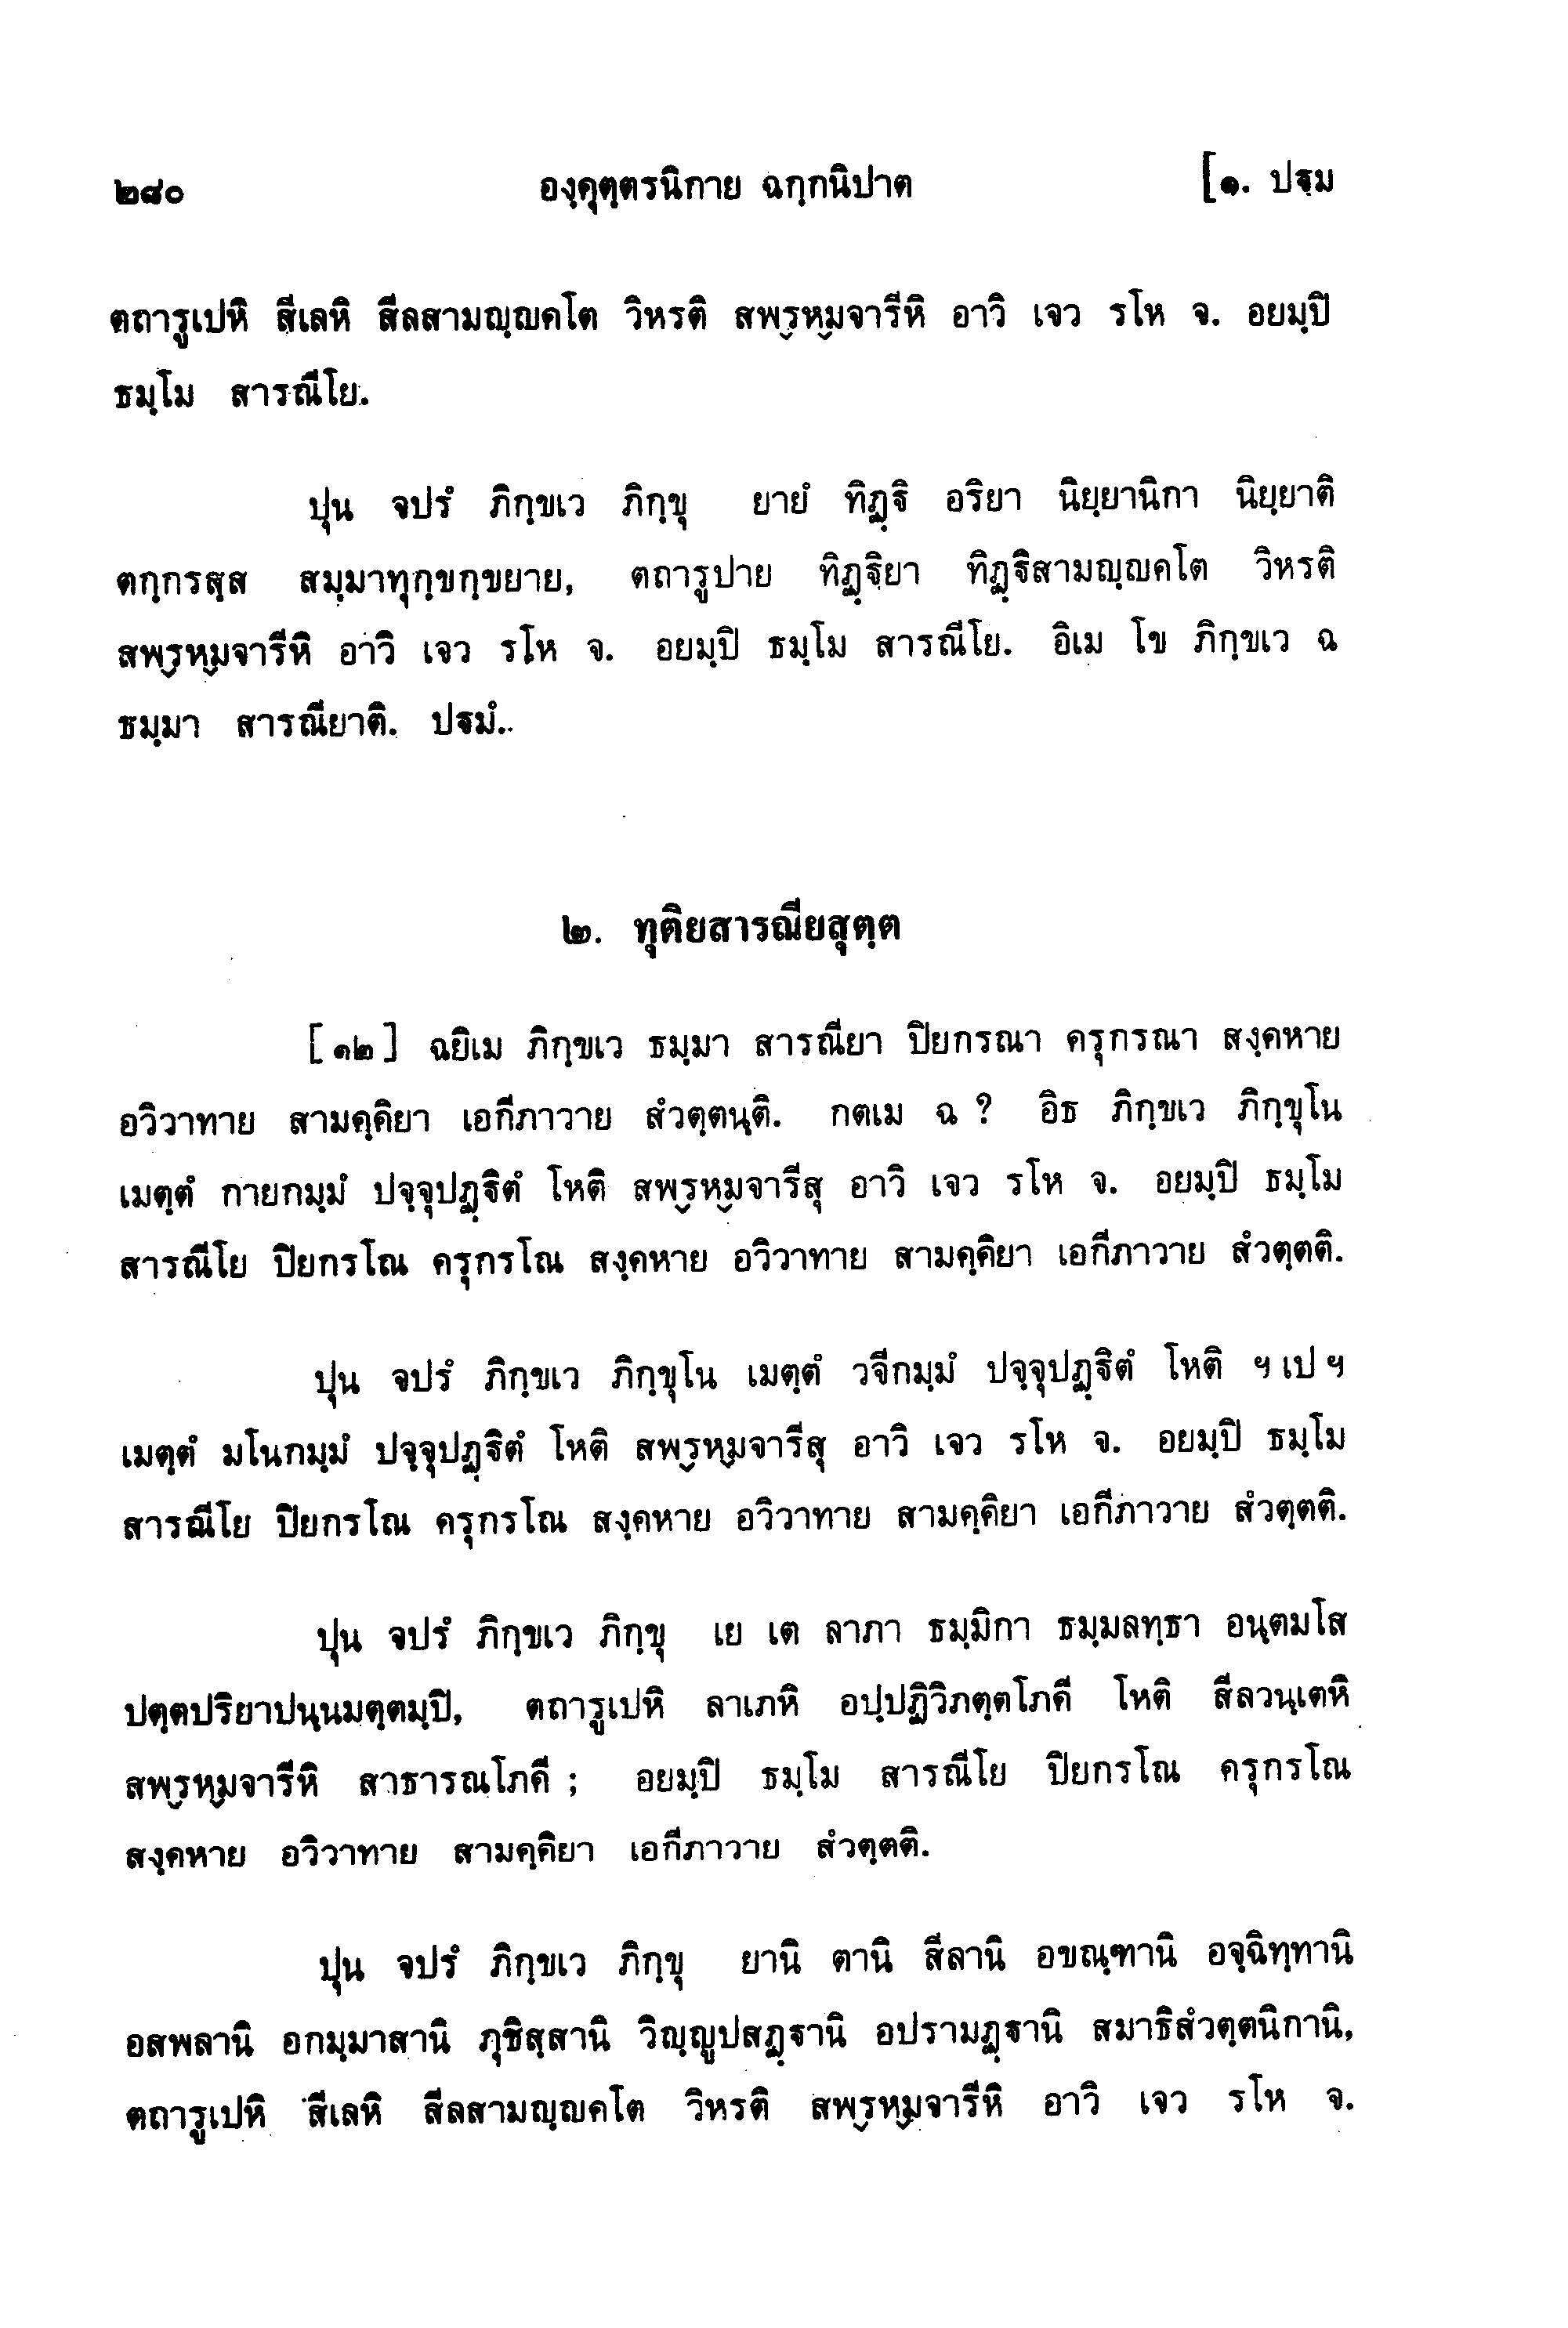 ๒๘๐ องฺคุตฺตรนิกาย ฉกฺกนิปาต [๑. ปฐม
ตถารูเปหิ สีเลหิ สีลสามญฺญคโต วิหรติ สพฺรหฺมจารีหิ อาวิ เจว รโห จ. อยมฺปิ
ธมฺโม สารณีโย.
ปุน จปรํ ภิกฺขเว ภิกฺขุ ยายํ ทิฏฺฐิ อริยา นิยฺยานิกา นิยฺยาติ
ตกฺกรสฺส สมฺมาทุกฺขกฺขยาย, ตถารูปาย ทิฏฺฐิยา ทิฏฺฐิสามญฺญคโต วิหรติ
สพฺรหฺมจารีหิ อาวิ เจว รโห จ. อยมฺปิ ธมฺโม สารณีโย. อิเม โข ภิกฺขเว ฉ
ธมฺมา สารณียาติ. ปฐมํ.
๒. ทุติยสารณียสุตฺต
[๑๒] ฉยิเม ภิกฺขเว ธมฺมา สารณียา ปิยกรณา ครุกรณา สงฺคหาย
อวิวาทาย สามคฺคิยา เอกีภาวาย สํวตฺตนฺติ. กตเม ฉ ? อิธ ภิกฺขเว ภิกฺขุโน
เมตฺตํ กายกมฺมํ ปจฺจุปฏฺฐิตํ โหติ สพฺรหฺมจารีสุ อาวิ เจว รโห จ. อยมฺปิ ธมฺโม
สารณีโย ปิยกรโณ ครุกรโณ สงฺคหาย อวิวาทาย สามคฺคิยา เอกีภาวาย สํวตฺตติ.
ปุน จปรํ ภิกฺขเว ภิกฺขุโน เมตฺตํ วจีกมฺมํ ปจฺจุปฏฺฐิตํ โหติ ฯ เป ฯ
เมตฺตํ มโนกมฺมํ ปจฺจุปฏฺฐิตํ โหติ สพฺรหฺมจารีสุ อาวิ เจว รโห จ. อยมฺปิ ธมฺโม
สารณีโย ปิยกรโณ ครุกรโณ สงฺคหาย อวิวาทาย สามคฺคิยา เอกีภาวาย สํวตฺตติ.
ปุน จปรํ ภิกฺขเว ภิกฺขุ เย เต ลาภา ธมฺมิกา ธมฺมลทฺธา อนฺตมโส
ปตฺตปริยาปนฺนมตฺตมฺปิ, ตถารูเปหิ ลาเภหิ อปฺปฏิวิภตฺตโภคี โหติ สีลวนฺเตหิ
สพฺรหฺมจารีหิ สาธารณโภคี ; อยมฺปิ ธมฺโม สารณีโย ปิยกรโณ ครุกรโณ
สงฺคหาย อวิวาทาย สามคฺคิยา เอกีภาวาย สํวตฺตติ.
ปุน จปรํ ภิกฺขเว ภิกฺขุ ยานิ ตานิ สีลานิ อขณฺฑานิ อจฺฉิทฺทานิ
อสพลานิ อกมฺมาสานิ ภุชิสฺสานิ วิญฺญูปสฏฺฐานิ อปรามฏฺฐานิ สมาธิสํวตฺตนิกานิ,
ตถารูเปหิ สีเลหิ สีลสามญฺญคโต วิหรติ สพฺรหฺมจารีหิ อาวิ เจว รโห จ.